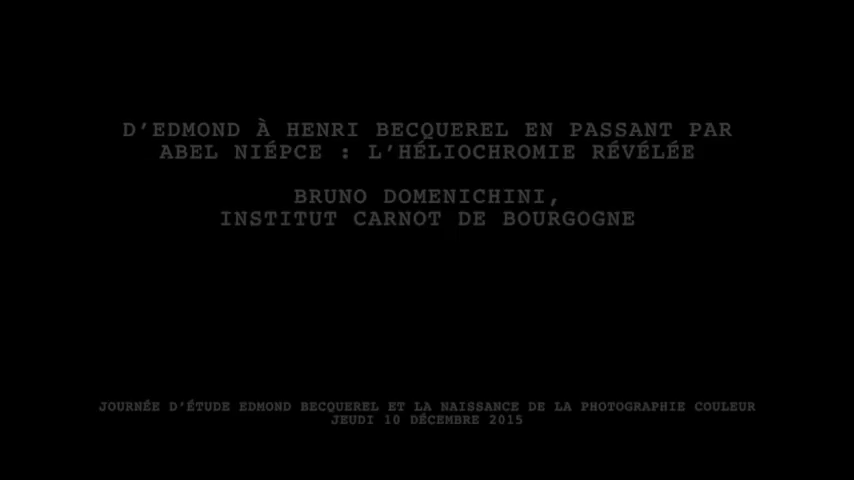 D'EDMOND À HENRI BECQUEREL EN PASSANT PAR
ABEL NIÉPCE : L'HÉLIOCHROMIE RÉVÉLÉE
BRUNO DOMENICHINI,
INSTITUT CARNOT DE BOURGOGNE
JOURNÉE D'ÉTUDE EDMOND BECQUEREL ET LA NAISSANCE DE LA PHOTOGRAPHIE COULEUR
JEUDI 10 DÉCEMBRE 2015